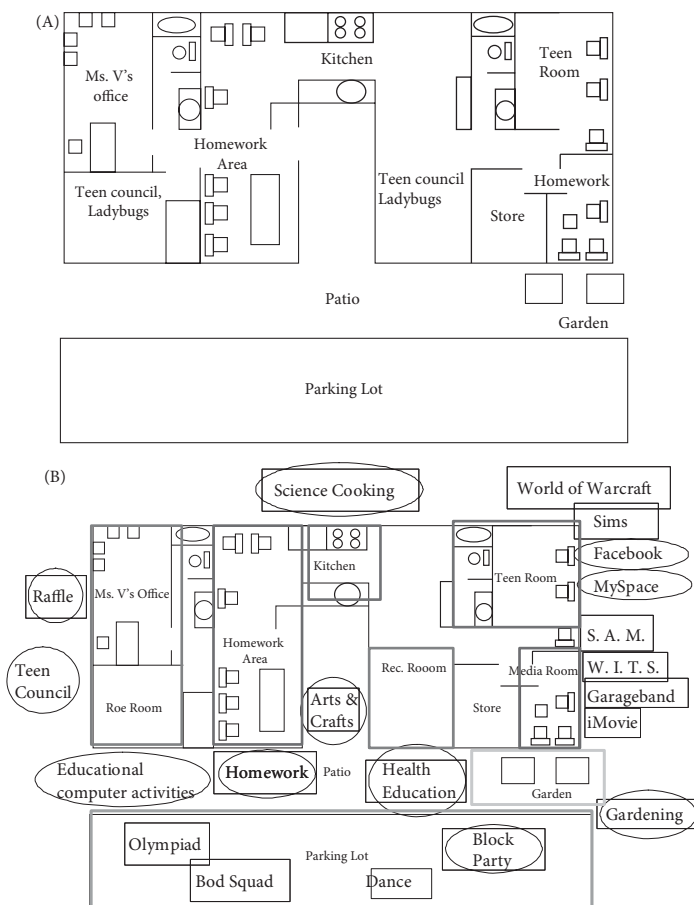 (A)
Kitchen
Teen
Room
Ms. V's
office
Homework
Area
Teen council,
Ladybugs
Teen council
Ladybugs
Homework
Store
Patio
Garden
Parking Lot
(B)
Science Cooking
World of Warcraft
Sims
Facebook
MySpace
Kitchen
Teen Room
Ms. V's Office
Raffle
S. A. M.
Homework
Area
Teen
Council
Rec. Rooom
Media Room
W. I. T. S.
Roe Room
Arts &
Crafts
Store
Garageband
iMovie
Educational
computer activities
Homework
Patio
Health
Education
Garden
Gardening
Olympiad
Parking Lot
Block
Party
Bod Squad
Dance